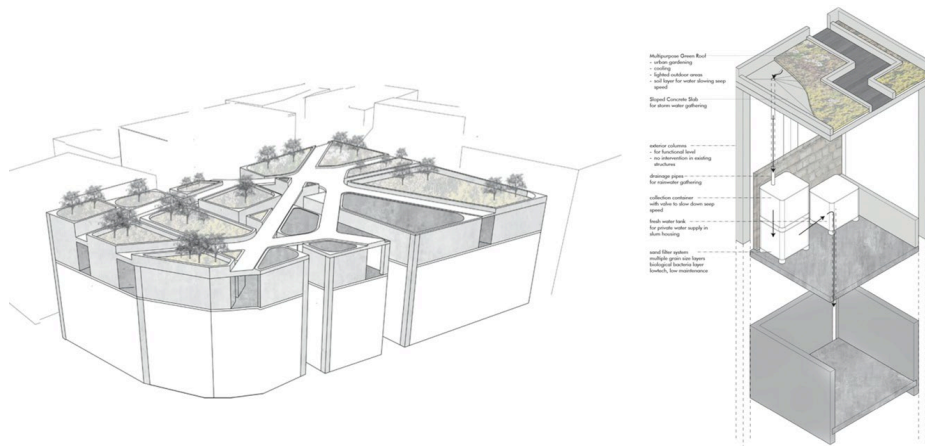 Multipurpose Green Roof
- urban gardening
- cooling
- lighted outdoor areas
- soil layer for water slowing seep
speed
Sloped Concrete Slab
for storm water gathering
exterior columns
- for functional level
- no intervention in existing
structures
drainage pipes
for rainwater gathering
collection container
with valve to slow down seep
speed
fresh water tank
for private water supply in
slum housing
sand filter system
multiple grain size layers
biological bacteria layer
lowtech, low maintenance